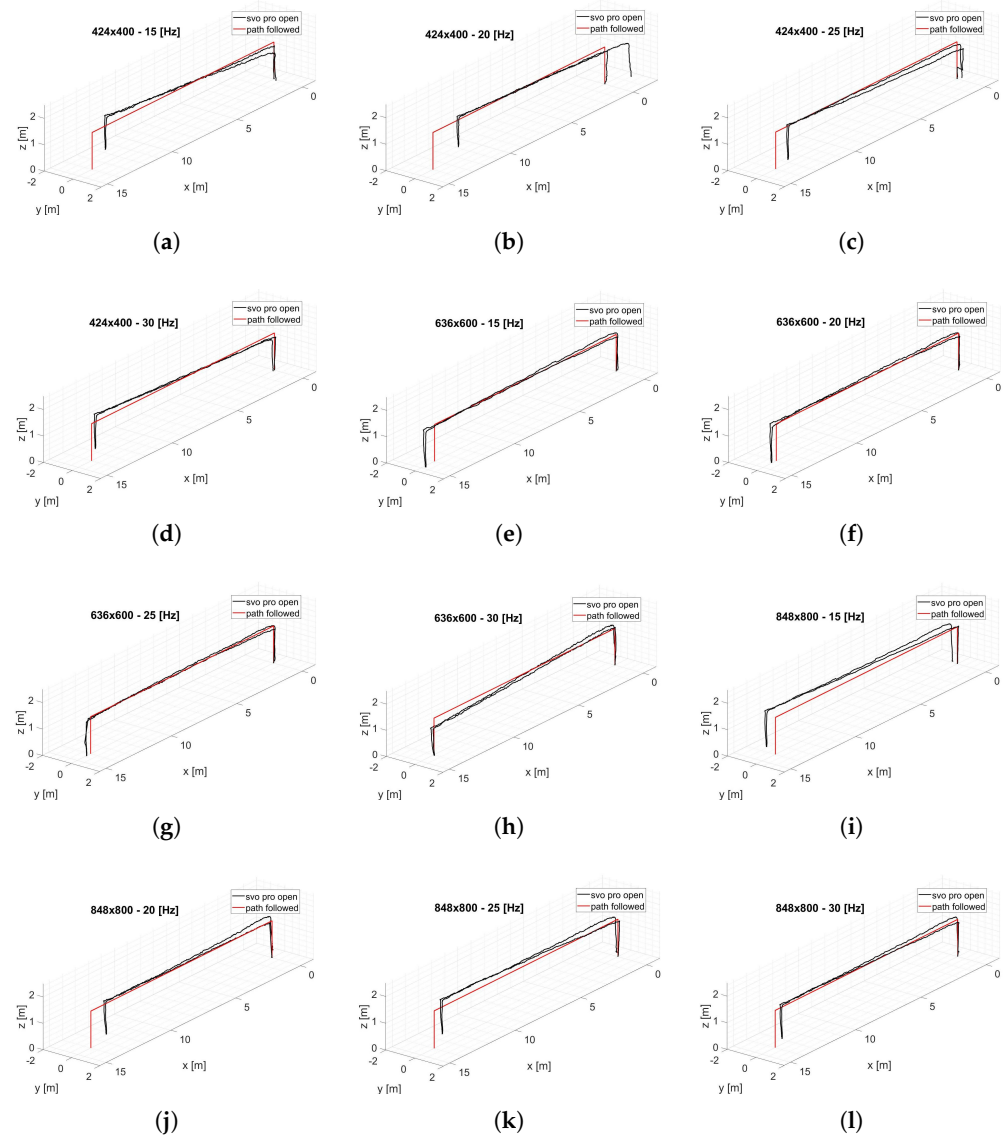 424x400 - 15 [Hz]
svo pro open
path followed
z [m]
2
1
0
-2
0
2
y [m]
15
10
5
0
x [m]
(a)
424x400 - 20 [Hz]
svo pro open
path followed
z [m]
2
1
0
-2
0
2
y [m]
15
10
5
0
x [m]
(b)
424x400 - 25 [Hz]
svo pro open
path followed
z [m]
2
1
0
-2
0
2
y [m]
15
10
5
0
x [m]
(c)
424x400 - 30 [Hz]
svo pro open
path followed
z [m]
2
1
0
-2
0
2
y [m]
15
10
5
0
x [m]
(d)
636x600 - 15 [Hz]
svo pro open
path followed
z [m]
2
1
0
-2
0
2
y [m]
15
10
5
0
x [m]
(e)
636x600 - 20 [Hz]
svo pro open
path followed
z [m]
2
1
0
-2
0
2
y [m]
15
10
5
0
x [m]
(f)
636x600 - 25 [Hz]
svo pro open
path followed
z [m]
2
1
0
-2
0
2
y [m]
15
10
5
0
x [m]
(g)
636x600 - 30 [Hz]
svo pro open
path followed
z [m]
2
1
0
-2
0
2
y [m]
15
10
5
0
x [m]
(h)
848x800 - 15 [Hz]
svo pro open
path followed
z [m]
2
1
0
-2
0
2
y [m]
15
10
5
0
x [m]
(i)
848x800 - 20 [Hz]
svo pro open
path followed
z [m]
2
1
0
-2
0
2
y [m]
15
10
5
0
x [m]
(j)
848x800 - 25 [Hz]
svo pro open
path followed
z [m]
2
1
0
-2
0
2
y [m]
15
10
5
0
x [m]
(k)
848x800 - 30 [Hz]
svo pro open
path followed
z [m]
2
1
0
-2
0
2
y [m]
15
10
5
0
x [m]
(l)